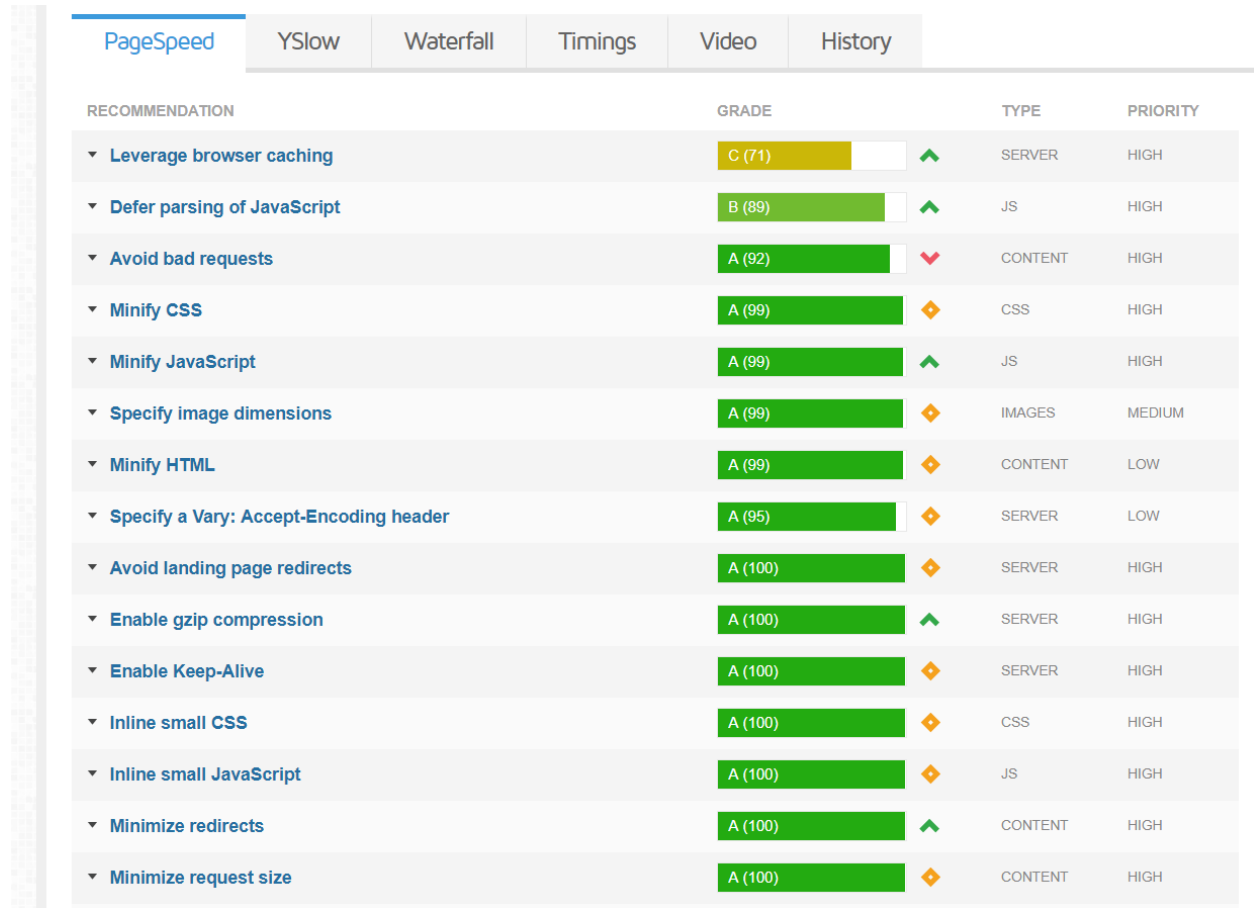 PageSpeed YSlow Waterfall Timings Video History
RECOMMENDATION GRADE TYPE PRIORITY
Leverage browser caching C (71) SERVER HIGH
Defer parsing of JavaScript B (89) JS HIGH
Avoid bad requests A (92) CONTENT HIGH
Minify CSS A (99) CSS HIGH
Minify JavaScript A (99) JS HIGH
Specify image dimensions A (99) IMAGES MEDIUM
Minify HTML A (99) CONTENT LOW
Specify a Vary: Accept-Encoding header A (95) SERVER LOW
Avoid landing page redirects A (100) SERVER HIGH
Enable gzip compression A (100) SERVER HIGH
Enable Keep-Alive A (100) SERVER HIGH
Inline small CSS A (100) CSS HIGH
Inline small JavaScript A (100) JS HIGH
Minimize redirects A (100) CONTENT HIGH
Minimize request size A (100) CONTENT HIGH